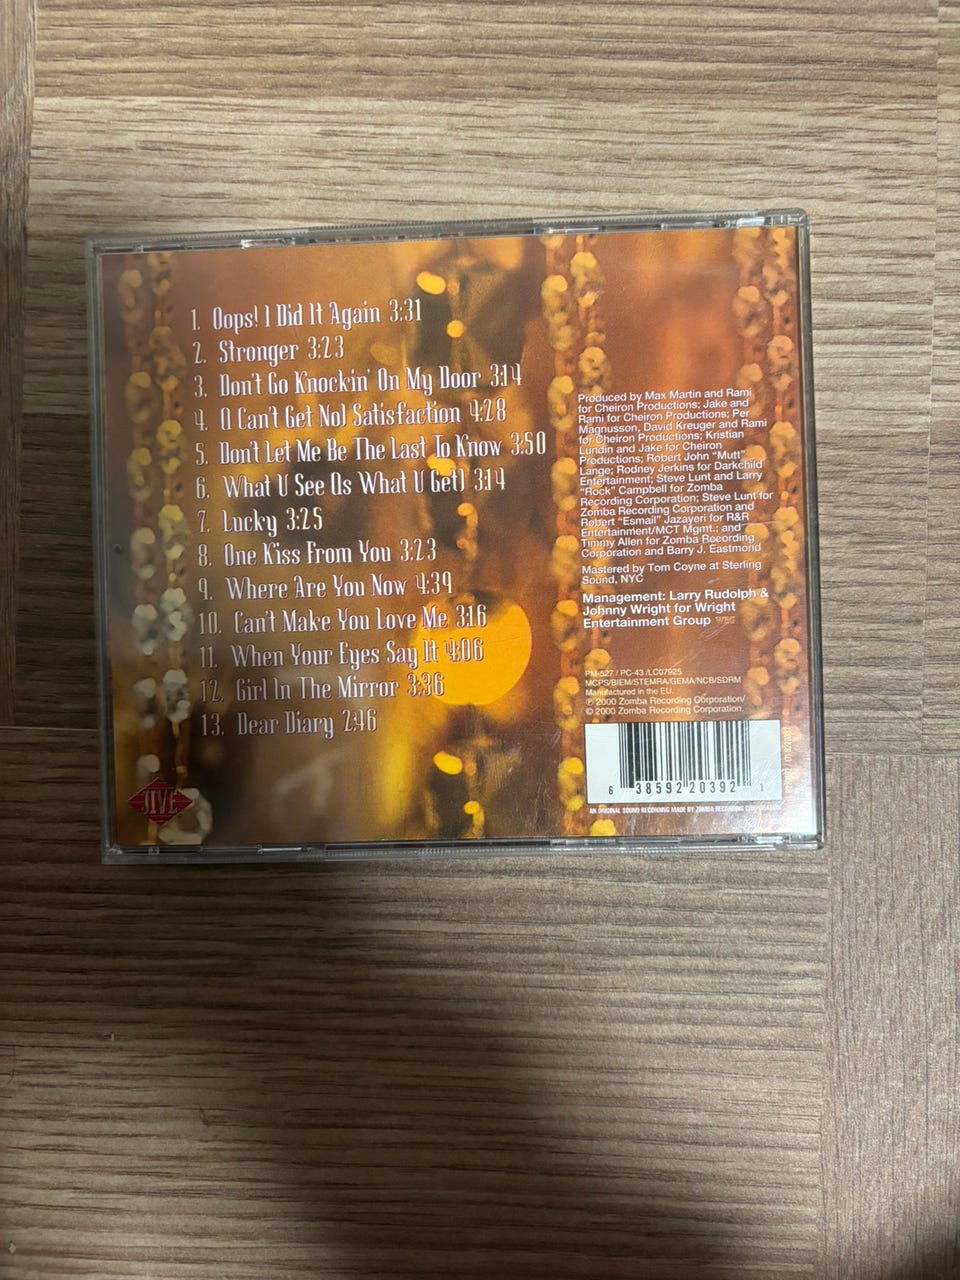 1. Oops! I Did It Again 3:31
2. Stronger 3:23
3. Don't Go Knockin' On My Door 3:14
4. (I Can't Get No) Satisfaction 4:28
5. Don't Let Me Be The Last To Know 3:50
6. What U See (Is What U Get) 3:14
7. Lucky 3:25
8. One Kiss From You 3:23
9. Where Are You Now 4:39
10. Can't Make You Love Me 3:16
11. When Your Eyes Say It 4:06
12. Girl In The Mirror 3:36
13. Dear Diary 2:46
JIVE
Produced by Max Martin and Rami
for Cheiron Productions; Jake and
Rami for Cheiron Productions; Per
Magnusson, David Kreuger and Rami
for Cheiron Productions; Kristian
Lundin and Jake for Cheiron
Productions; Robert John “Mutt”
Lange; Rodney Jerkins for Darkchild
Entertainment; Steve Lunt and Larry
“Rock” Campbell for Zomba
Recording Corporation; Steve Lunt for
Zomba Recording Corporation and
Robert “Esmail” Jazayeri for R&R
Entertainment/MCT Mgmt.; and
Timmy Allen for Zomba Recording
Corporation and Barry J. Eastmond
Mastered by Tom Coyne at Sterling
Sound, NYC
Management: Larry Rudolph &
Johnny Wright for Wright
Entertainment Group WEG
PM-527 / PC-43 /LC07925
MCPS/BIEM/STEMRA/GEMA/NCB/SDRM
Manufactured in the EU.
℗ 2000 Zomba Recording Corporation/
© 2000 Zomba Recording Corporation.
6 38592 20392 1
AN ORIGINAL SOUND RECORDING MADE BY ZOMBA RECORDING CORPORATION